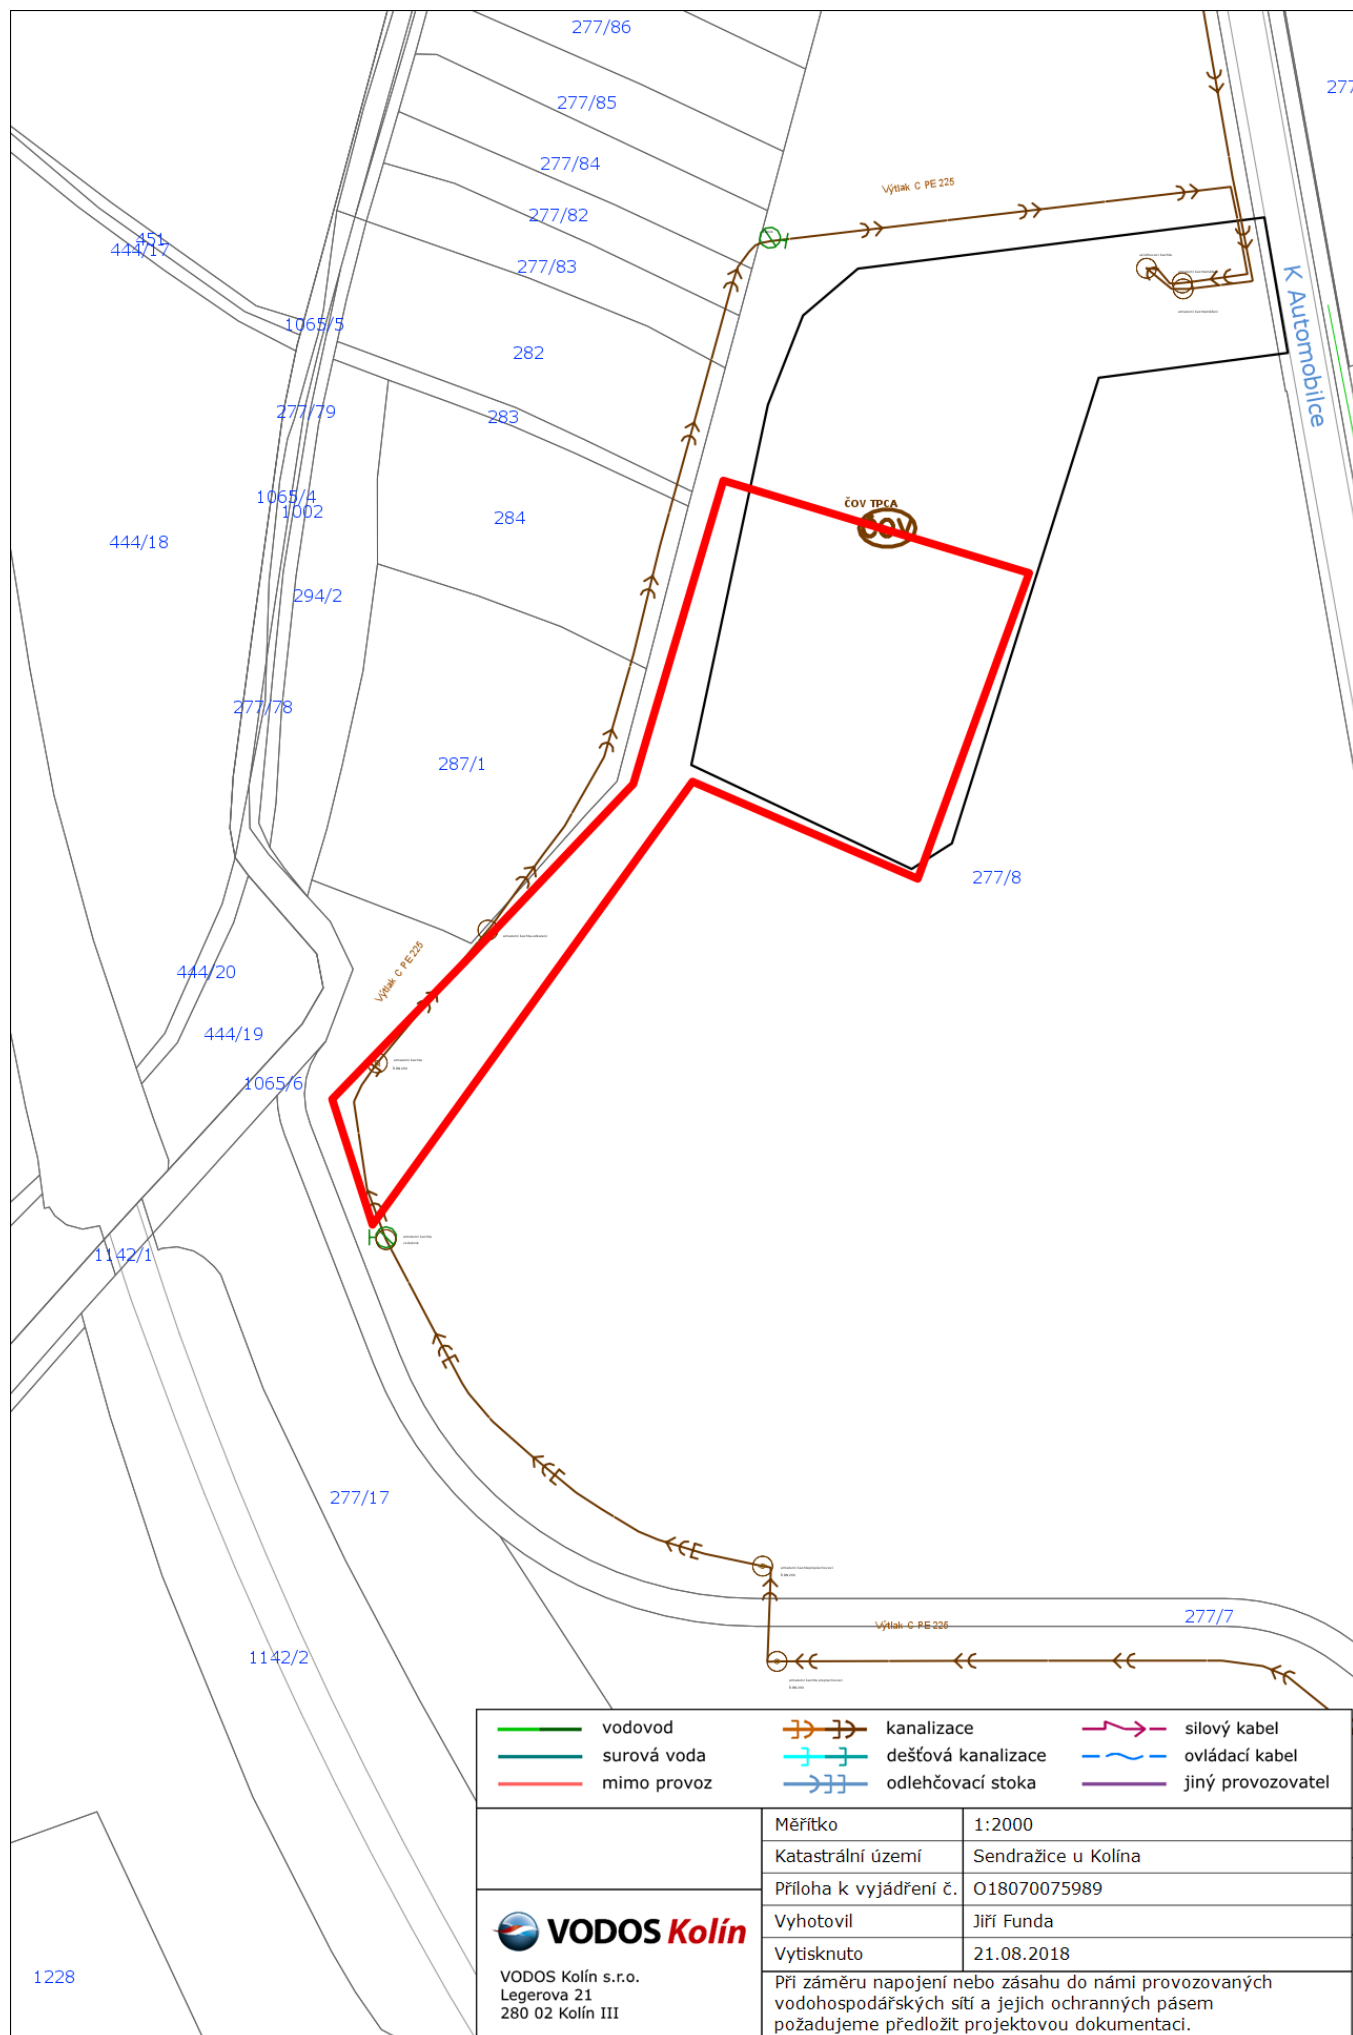 277/86
277/85
277
277/84
Výtlak C PE 225
277/82
451
444/17
277/83
K Automobilce
1065/5
282
277/79
283
1065/4
1002
ČOV TPCA
ČOV
284
444/18
294/2
277/78
287/1
277/8
Výtlak C PE 225
444/20
444/19
1065/6
1142/1
277/17
277/7
Výtlak C PE 225
1142/2
1228
vodovod
surová voda
mimo provoz
kanalizace
dešťová kanalizace
odlehčovací stoka
silový kabel
ovládací kabel
jiný provozovatel
Měřítko 1:2000
Katastrální území Sendražice u Kolína
Příloha k vyjádření č. O18070075989
Vyhotovil Jiří Funda
Vytisknuto 21.08.2018
VODOS Kolín
VODOS Kolín s.r.o.
Legerova 21
280 02 Kolín III
Při záměru napojení nebo zásahu do námi provozovaných
vodohospodářských sítí a jejich ochranných pásem
požadujeme předložit projektovou dokumentaci.